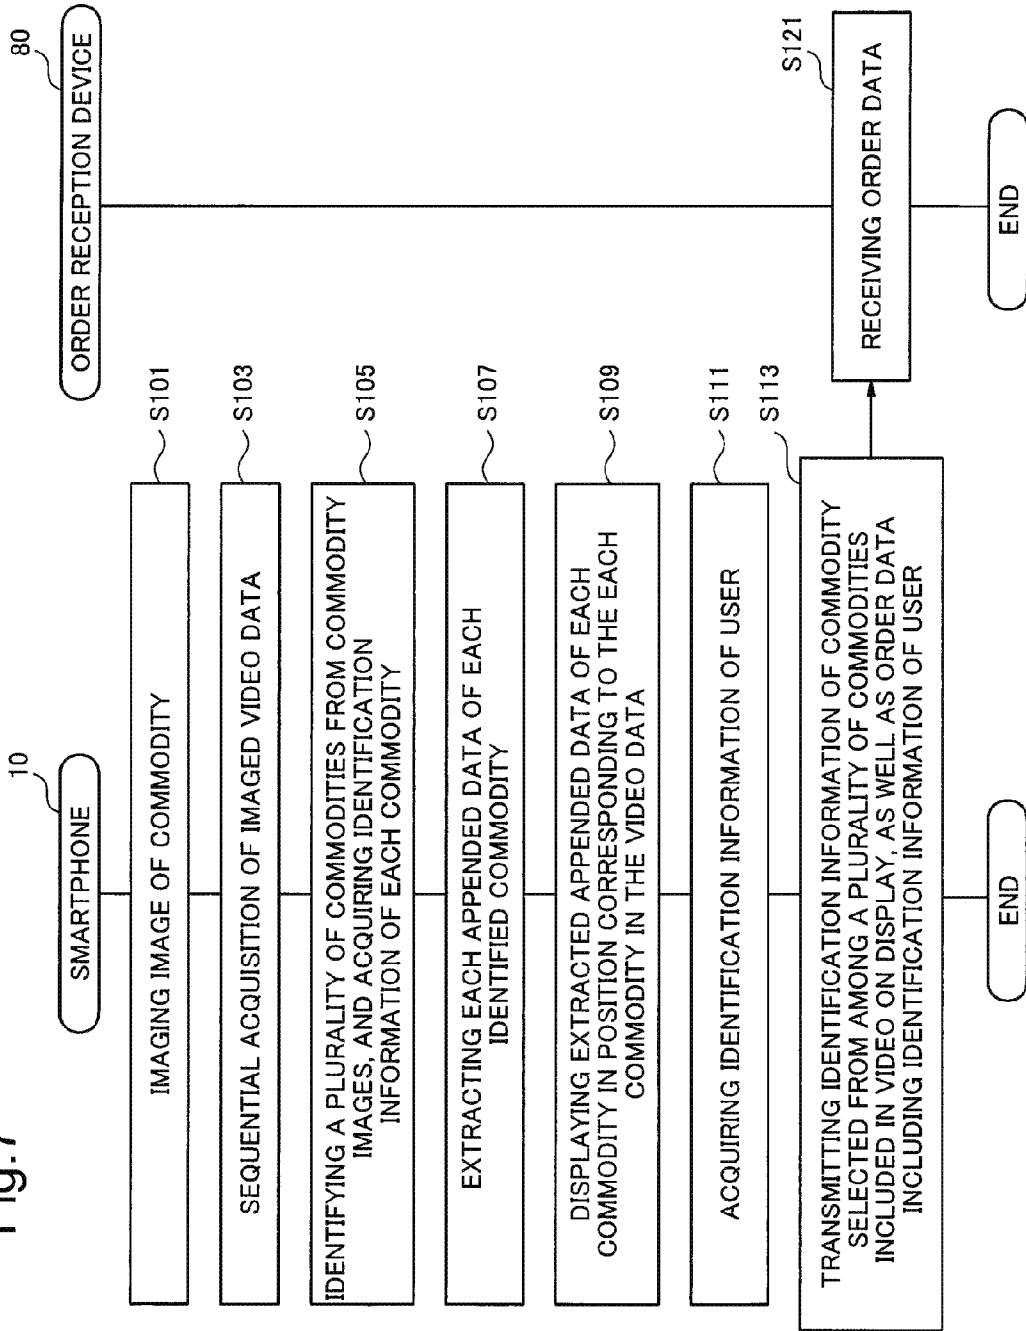 Fig.7
10
SMARTPHONE
80
ORDER RECEPTION DEVICE
IMAGING IMAGE OF COMMODITY
S101
SEQUENTIAL ACQUISITION OF IMAGED VIDEO DATA
S103
IDENTIFYING A PLURALITY OF COMMODITIES FROM COMMODITY
IMAGES, AND ACQUIRING IDENTIFICATION
INFORMATION OF EACH COMMODITY
S105
EXTRACTING EACH APPENDED DATA OF EACH
IDENTIFIED COMMODITY
S107
DISPLAYING EXTRACTED APPENDED DATA OF EACH
COMMODITY IN POSITION CORRESPONDING TO THE EACH
COMMODITY IN THE VIDEO DATA
S109
ACQUIRING IDENTIFICATION INFORMATION OF USER
S111
TRANSMITTING IDENTIFICATION INFORMATION OF COMMODITY
SELECTED FROM AMONG A PLURALITY OF COMMODITIES
INCLUDED IN VIDEO ON DISPLAY, AS WELL AS ORDER DATA
INCLUDING IDENTIFICATION INFORMATION OF USER
S113
RECEIVING ORDER DATA
S121
END
END